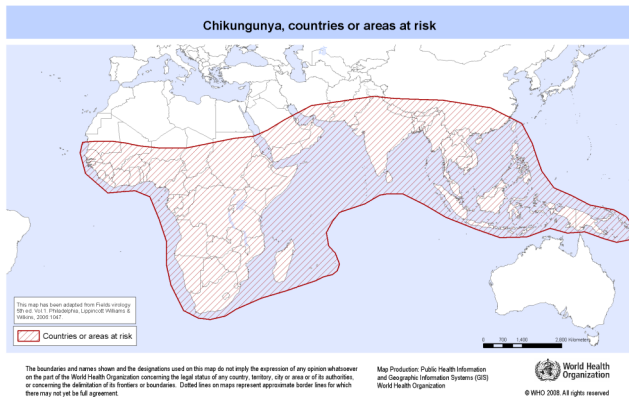 Chikungunya, countries or areas at risk
This map has been adapted from Fields virology
5th ed. Vol.1. Philadelphia, Lippincott Williams &
Wilkins, 2006:1047.
Countries or areas at risk
0 700 1,400 2,800 Kilometers
The boundaries and names shown and the designations used on this map do not imply the expression of any opinion whatsoever
on the part of the World Health Organization concerning the legal status of any country, territory, city or area or of its authorities,
or concerning the delimitation of its frontiers or boundaries. Dotted lines on maps represent approximate border lines for which
there may not yet be full agreement.
Map Production: Public Health Information
and Geographic Information Systems (GIS)
World Health Organization
World Health
Organization
© WHO 2008. All rights reserved